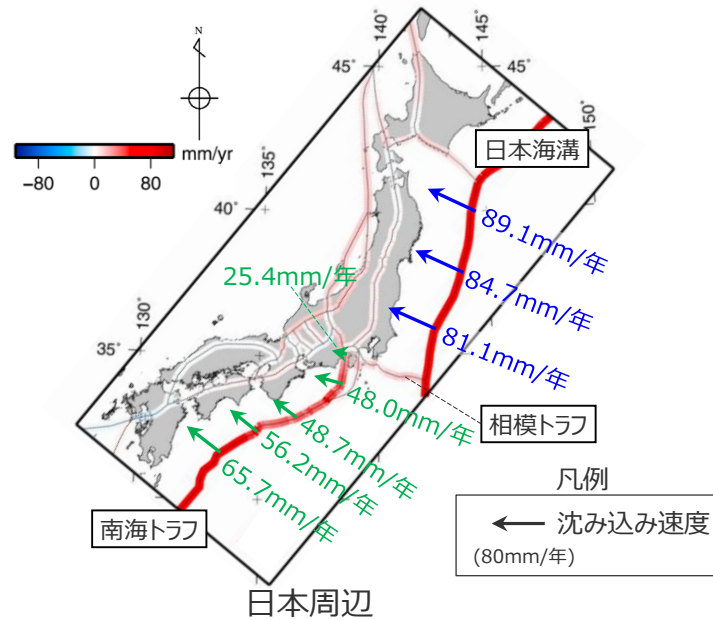 N
140
145
45°
45°
150
mm/yr
−80
0
80
135
40°
130
35°
日本海溝
89.1mm/年
84.7mm/年
81.1mm/年
25.4mm/年
48.0mm/年
48.7mm/年
56.2mm/年
65.7mm/年
相模トラフ
南海トラフ
凡例
沈み込み速度
(80mm/年)
日本周辺